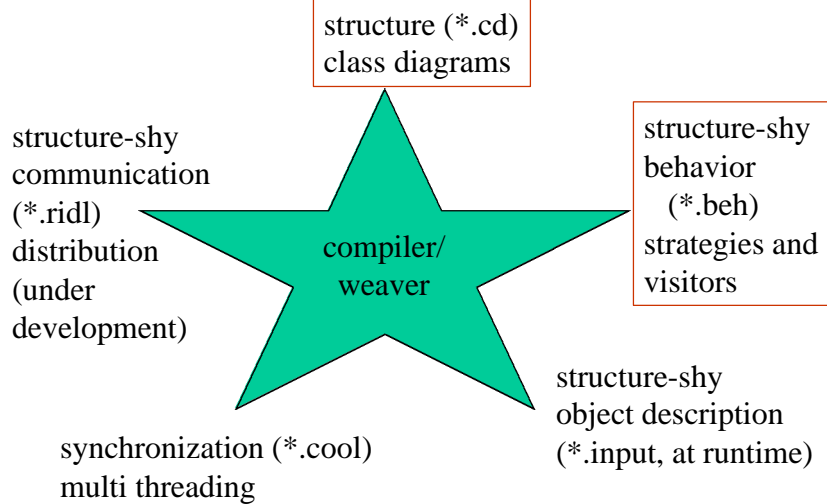 structure (*.cd)
class diagrams
structure-shy
communication
(*.ridl)
distribution
(under
development)
compiler/
weaver
structure-shy
behavior
(*.beh)
strategies and
visitors
synchronization (*.cool)
multi threading
structure-shy
object description
(*.input, at runtime)